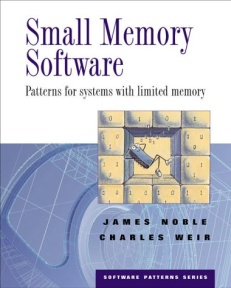 Small Memory
Software
Patterns for systems with limited memory
JAMES NOBLE
CHARLES WEIR
SOFTWARE PATTERNS SERIES